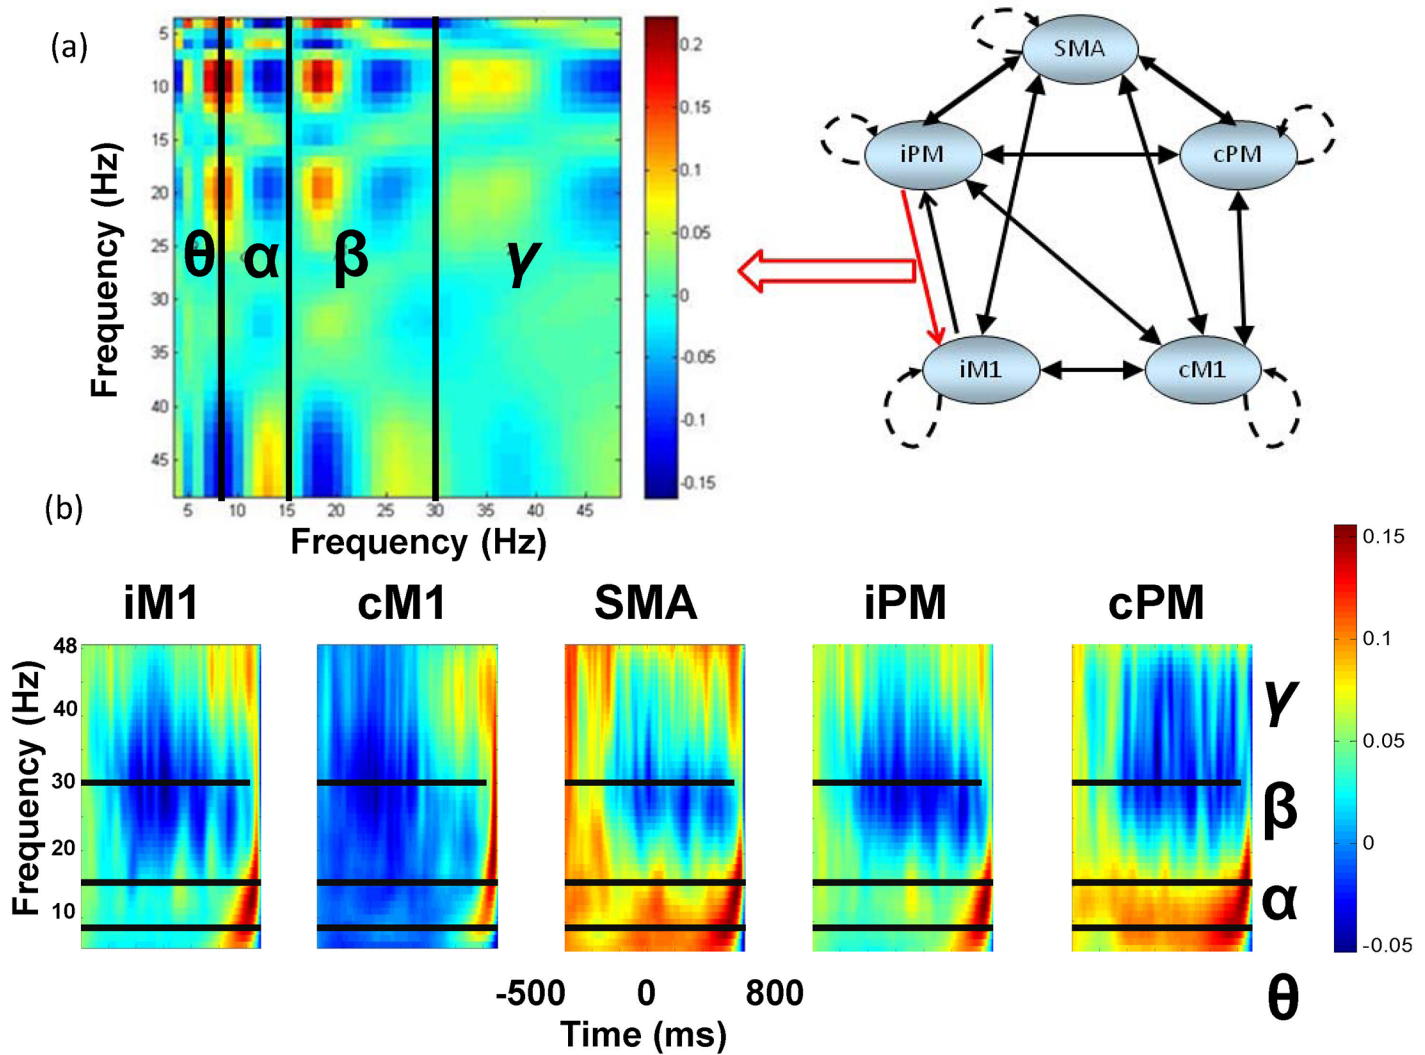 (a)
Frequency (Hz)
5
10
15
20
25
30
35
40
45
θ α β γ
5 10 15 20 25 30 35 40 45
Frequency (Hz)
0.2
0.15
0.1
0.05
0
-0.05
-0.1
-0.15
SMA
iPM cPM
iM1 cM1
(b)
iM1 cM1 SMA iPM cPM
Frequency (Hz)
48
40
30
20
10
γ
β
α
θ
0.15
0.1
0.05
0
-0.05
-500 0 800
Time (ms)